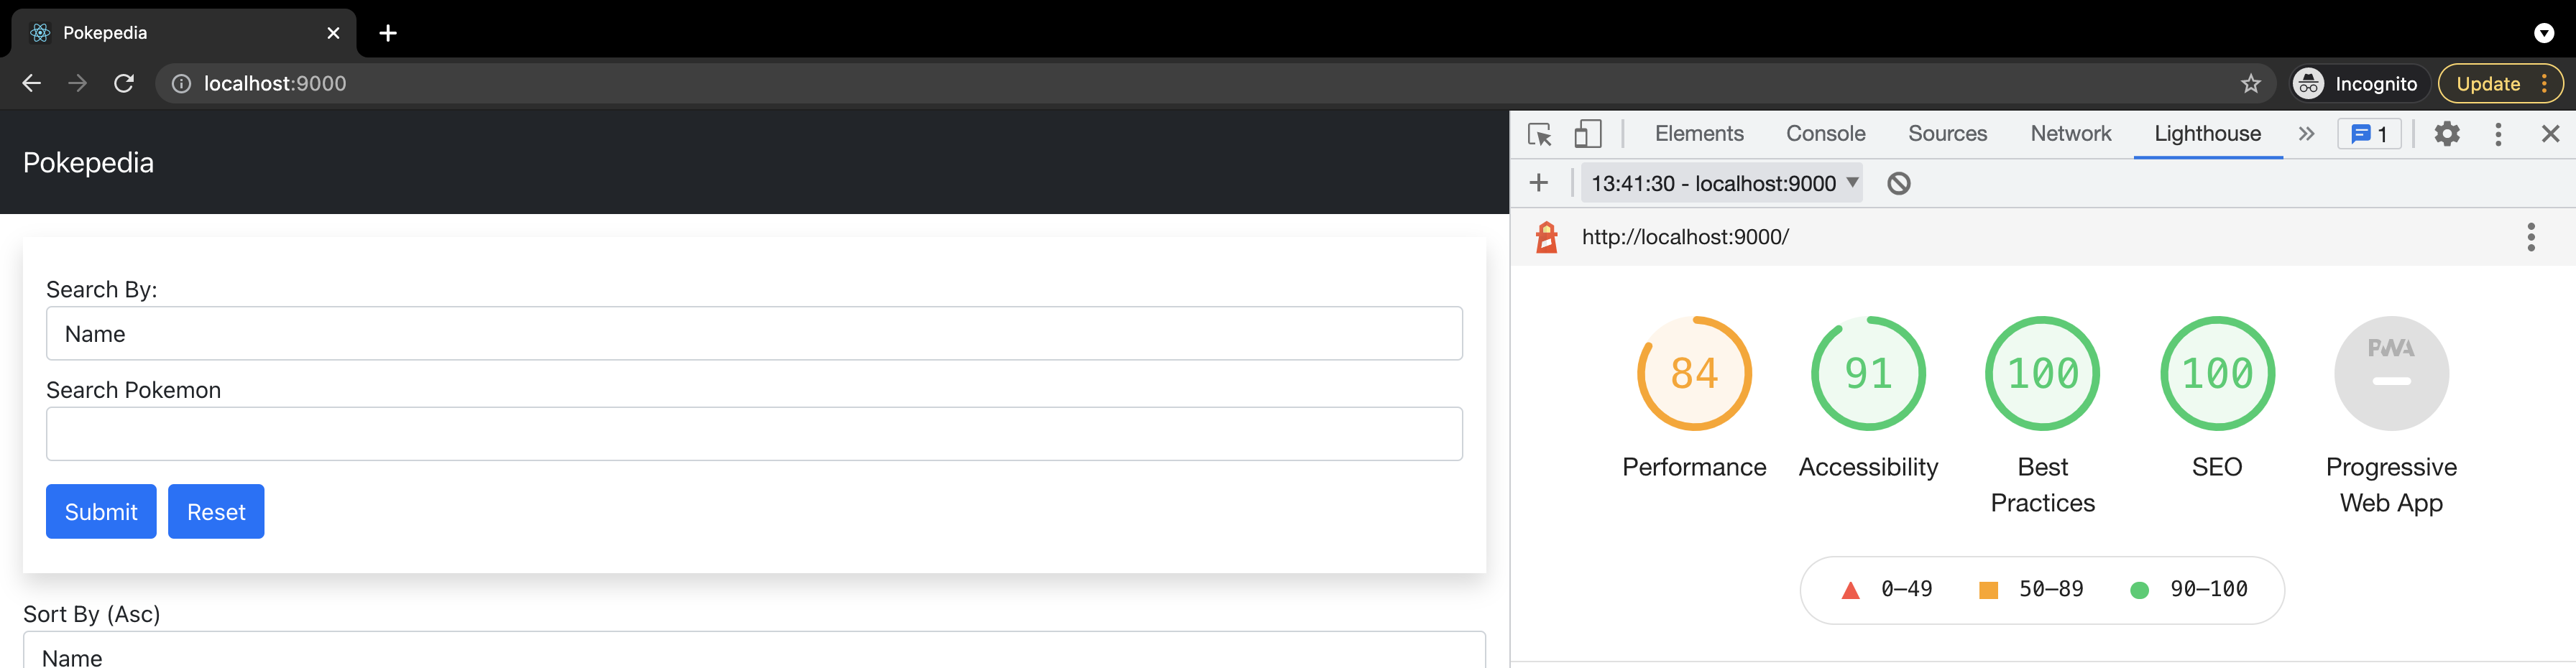 Pokepedia
localhost:9000
Incognito
Update
Pokepedia
Search By:
Name
Search Pokemon
Submit
Reset
Sort By (Asc)
Name
Elements
Console
Sources
Network
Lighthouse
1
13:41:30 - localhost:9000
http://localhost:9000/
84
91
100
100
PWA
Performance
Accessibility
Best
Practices
SEO
Progressive
Web App
0–49
50–89
90–100